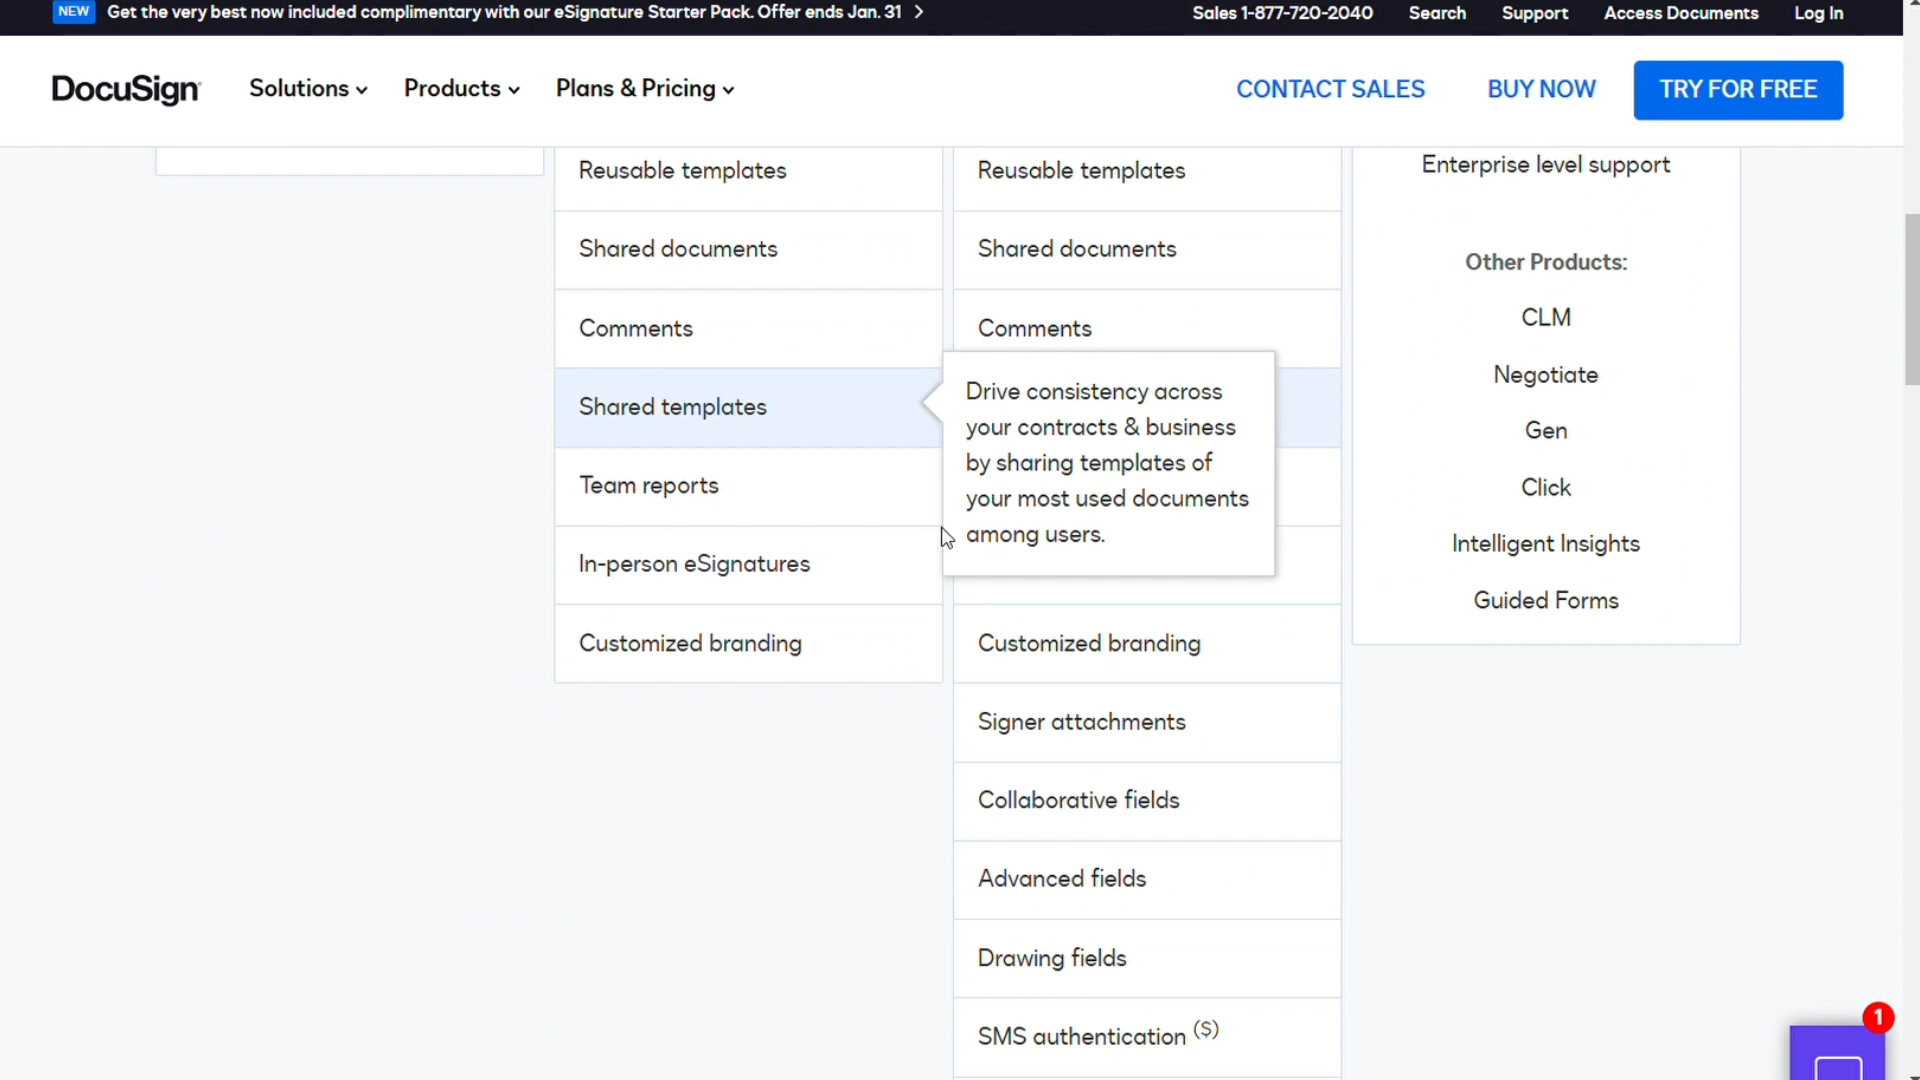 NEW Get the very best now included complimentary with our eSignature Starter Pack. Offer ends Jan. 31
Sales 1-877-720-2040 Search Support Access Documents Log In
DocuSign Solutions Products Plans & Pricing CONTACT SALES BUY NOW TRY FOR FREE
Reusable templates
Shared documents
Comments
Shared templates
Team reports
In-person eSignatures
Customized branding
Reusable templates
Shared documents
Comments
Drive consistency across
your contracts & business
by sharing templates of
your most used documents
among users.
Customized branding
Signer attachments
Collaborative fields
Advanced fields
Drawing fields
SMS authentication ($)
Enterprise level support
Other Products:
CLM
Negotiate
Gen
Click
Intelligent Insights
Guided Forms
1